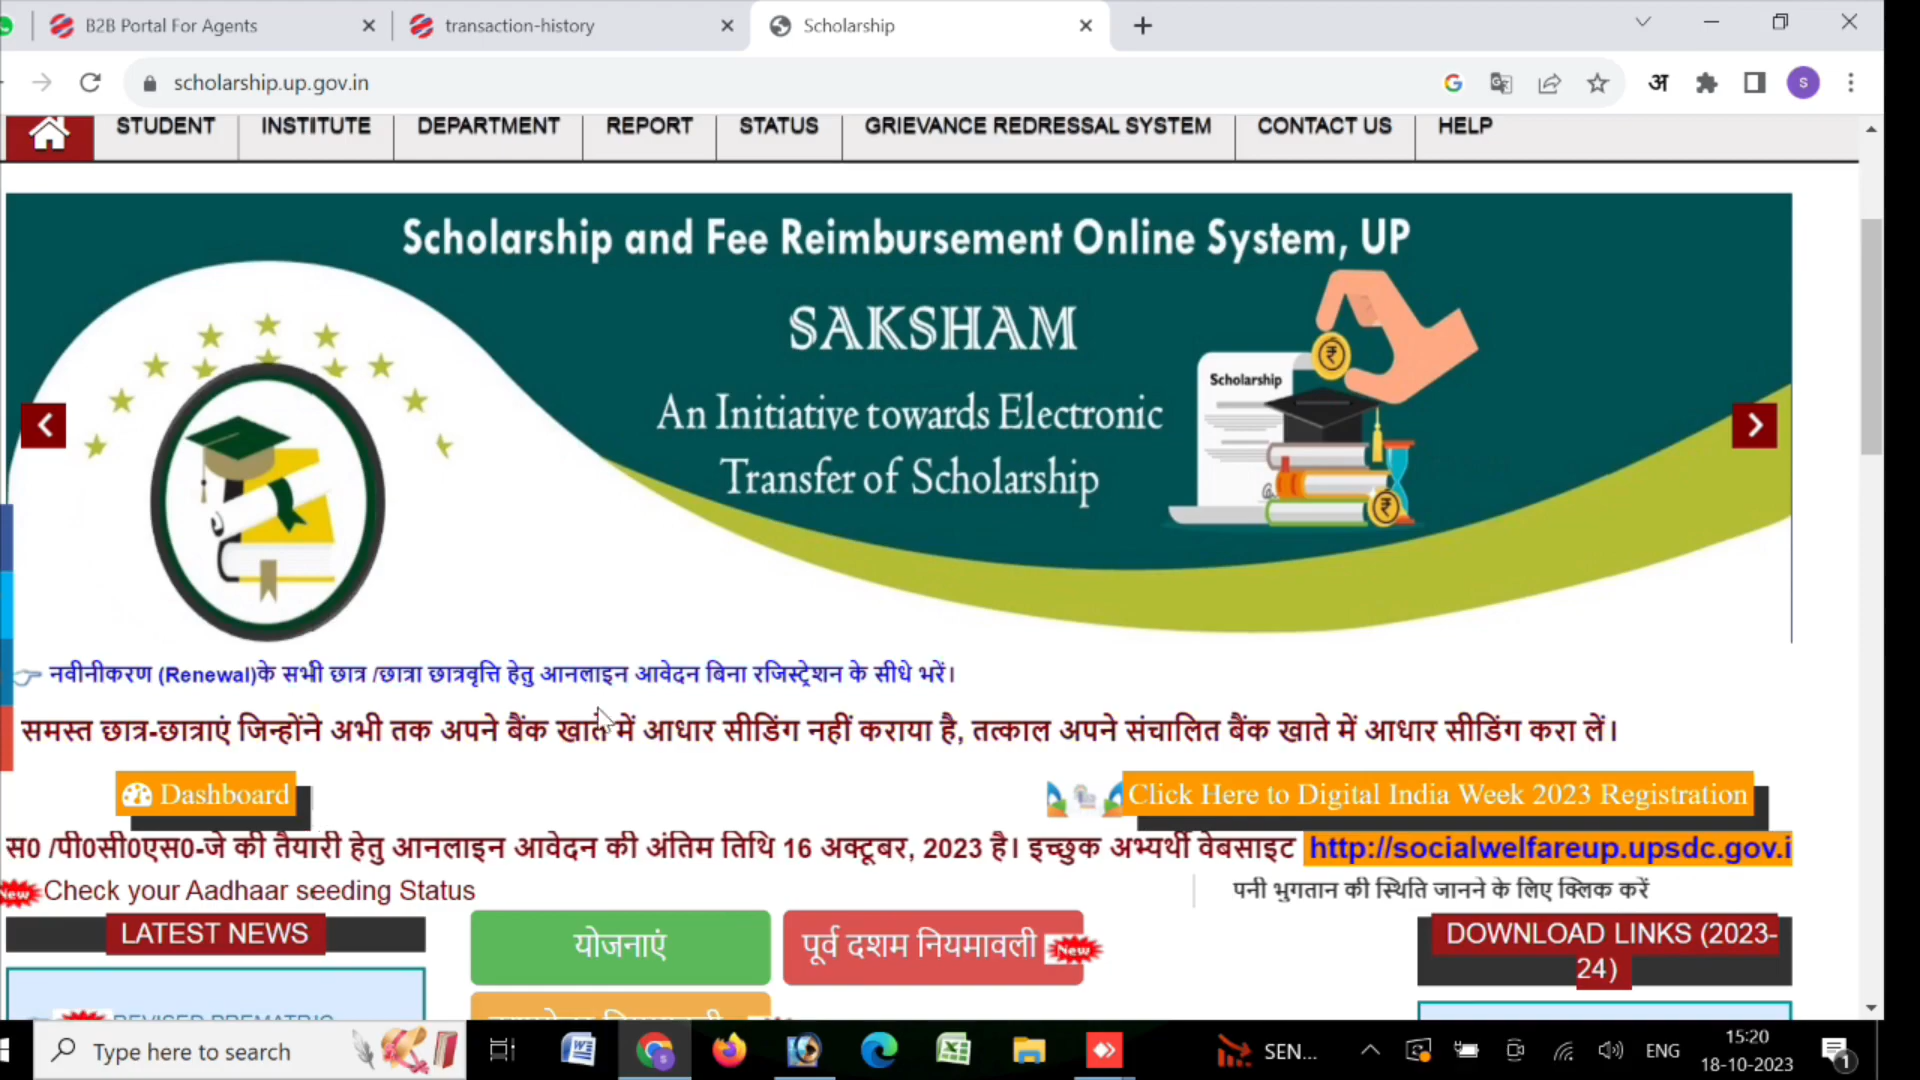 B2B Portal For Agents
transaction-history
Scholarship
scholarship.up.gov.in
अ
S
STUDENT
INSTITUTE
DEPARTMENT
REPORT
STATUS
GRIEVANCE REDRESSAL SYSTEM
CONTACT US
HELP
Scholarship and Fee Reimbursement Online System, UP
SAKSHAM
An Initiative towards Electronic
Transfer of Scholarship
Scholarship
नवीनीकरण (Renewal)के सभी छात्र /छात्रा छात्रवृत्ति हेतु आनलाइन आवेदन बिना रजिस्ट्रेशन के सीधे भरें।
समस्त छात्र-छात्राएं जिन्होंने अभी तक अपने बैंक खाते में आधार सीडिंग नहीं कराया है, तत्काल अपने संचालित बैंक खाते में आधार सीडिंग करा लें।
Dashboard
Click Here to Digital India Week 2023 Registration
स0 /पी0सी0एस0-जे की तैयारी हेतु आनलाइन आवेदन की अंतिम तिथि 16 अक्टूबर, 2023 है। इच्छुक अभ्यर्थी वेबसाइट http://socialwelfareup.upsdc.gov.i
New Check your Aadhaar seeding Status
पनी भुगतान की स्थिति जानने के लिए क्लिक करें
LATEST NEWS
योजनाएं
पूर्व दशम नियमावली New
DOWNLOAD LINKS (2023-
24)
REVISED PREMATRIC
Type here to search
SEN...
ENG
15:20
18-10-2023
1